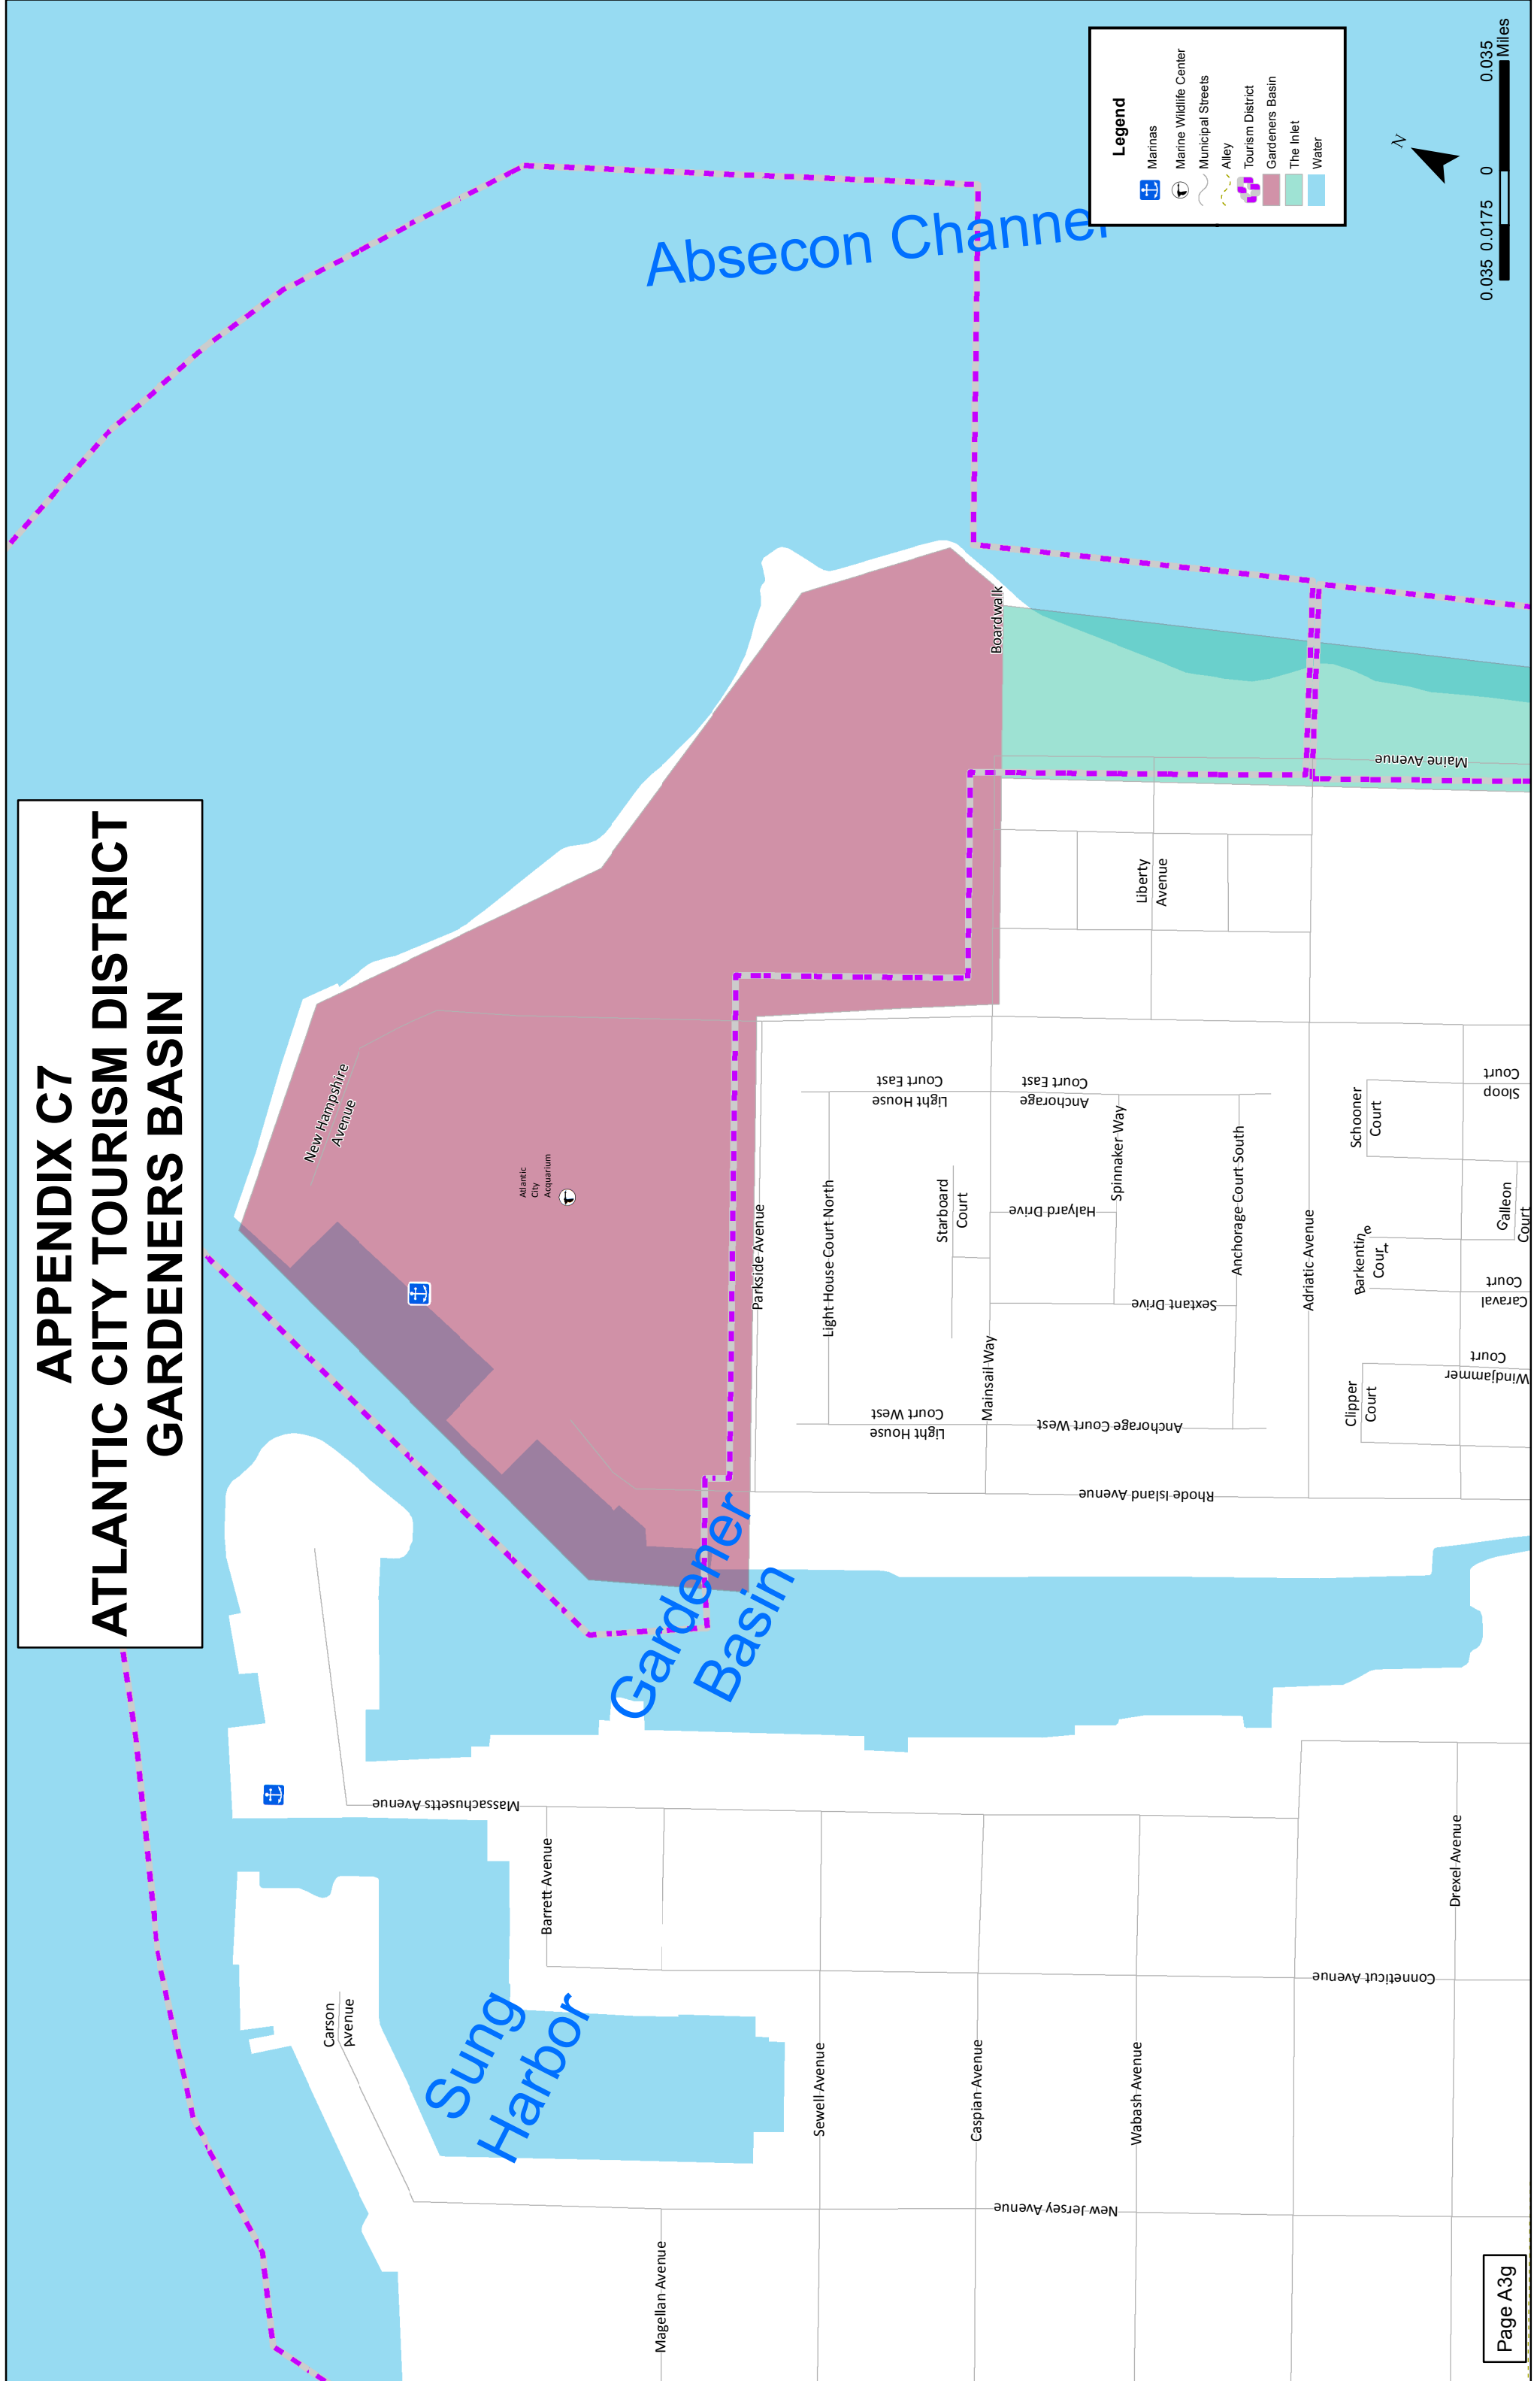 APPENDIX C7
ATLANTIC CITY TOURISM DISTRICT
GARDENERS BASIN
Absecon Channel
Legend
Marinas
Marine Wildlife Center
Municipal Streets
Alley
Tourism District
Gardeners Basin
The Inlet
Water
N
0.035 0.0175 0 0.035
Miles
New Hampshire
Avenue
Atlantic
City
Acquarium
Boardwalk
Maine Avenue
Liberty
Avenue
Parkside Avenue
Light House Court North
Light House
Court East
Anchorage
Court East
Starboard
Court
Halyard Drive
Spinnaker Way
Anchorage Court South
Sextant Drive
Mainsail Way
Light House
Court West
Anchorage Court West
Adriatic Avenue
Rhode Island Avenue
Schooner
Court
Sloop
Court
Galleon
Court
Barkentine
Court
Caraval
Court
Windjammer
Court
Clipper
Court
Gardener
Basin
Massachusetts Avenue
Barrett Avenue
Drexel Avenue
Conneticut Avenue
Carson
Avenue
Sung
Harbor
Sewell Avenue
Caspian Avenue
Wabash Avenue
New Jersey Avenue
Magellan Avenue
Page A3g